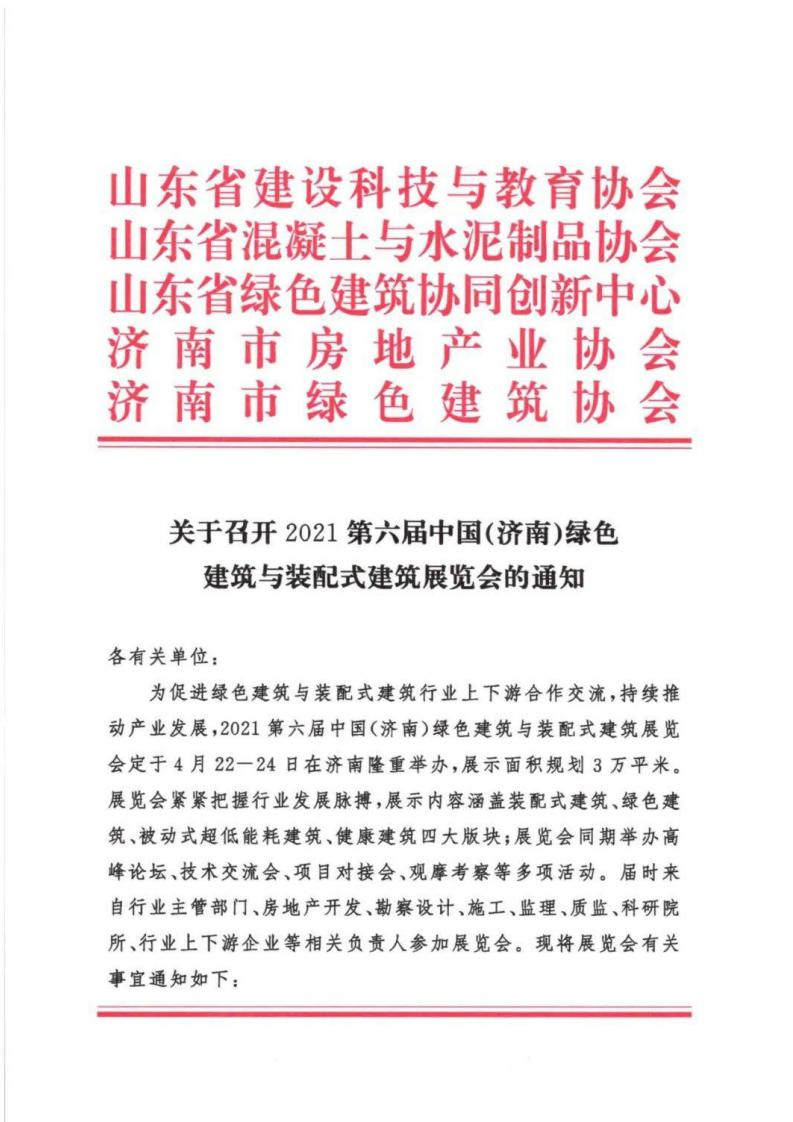 山东省建设科技与教育协会
山东省混凝土与水泥制品协会
山东省绿色建筑协同创新中心
济南市房地产业协会
济南市绿色建筑协会
关于召开 2021 第六届中国(济南)绿色
建筑与装配式建筑展览会的通知
各有关单位：
为促进绿色建筑与装配式建筑行业上下游合作交流,持续推
动产业发展,2021 第六届中国(济南)绿色建筑与装配式建筑展览
会定于 4 月 22—24 日在济南隆重举办,展示面积规划 3 万平米。
展览会紧紧把握行业发展脉搏,展示内容涵盖装配式建筑、绿色建
筑、被动式超低能耗建筑、健康建筑四大版块;展览会同期举办高
峰论坛、技术交流会、项目对接会、观摩考察等多项活动。届时来
自行业主管部门、房地产开发、勘察设计、施工、监理、质监、科研院
所、行业上下游企业等相关负责人参加展览会。现将展览会有关
事宜通知如下：